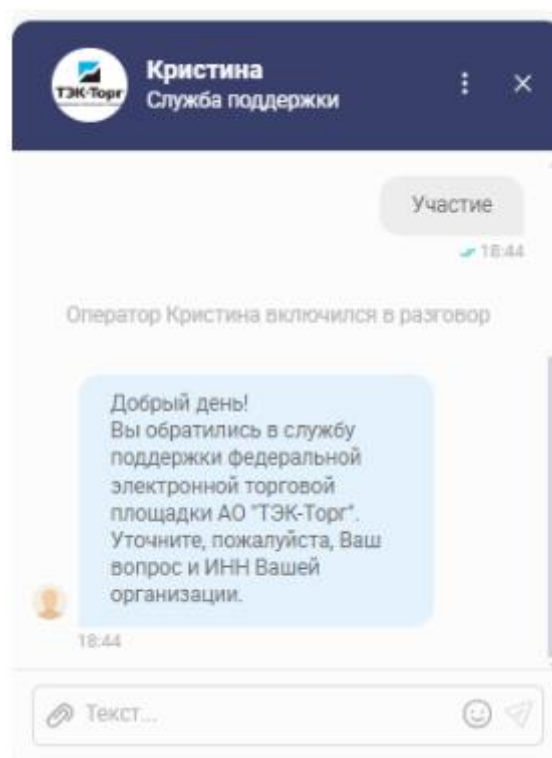 ТЭК-Торг
Кристина
Служба поддержки
Участие
18:44
Оператор Кристина включился в разговор
Добрый день!
Вы обратились в службу
поддержки федеральной
электронной торговой
площадки АО "ТЭК-Торг".
Уточните, пожалуйста, Ваш
вопрос и ИНН Вашей
организации.
18:44
Текст...